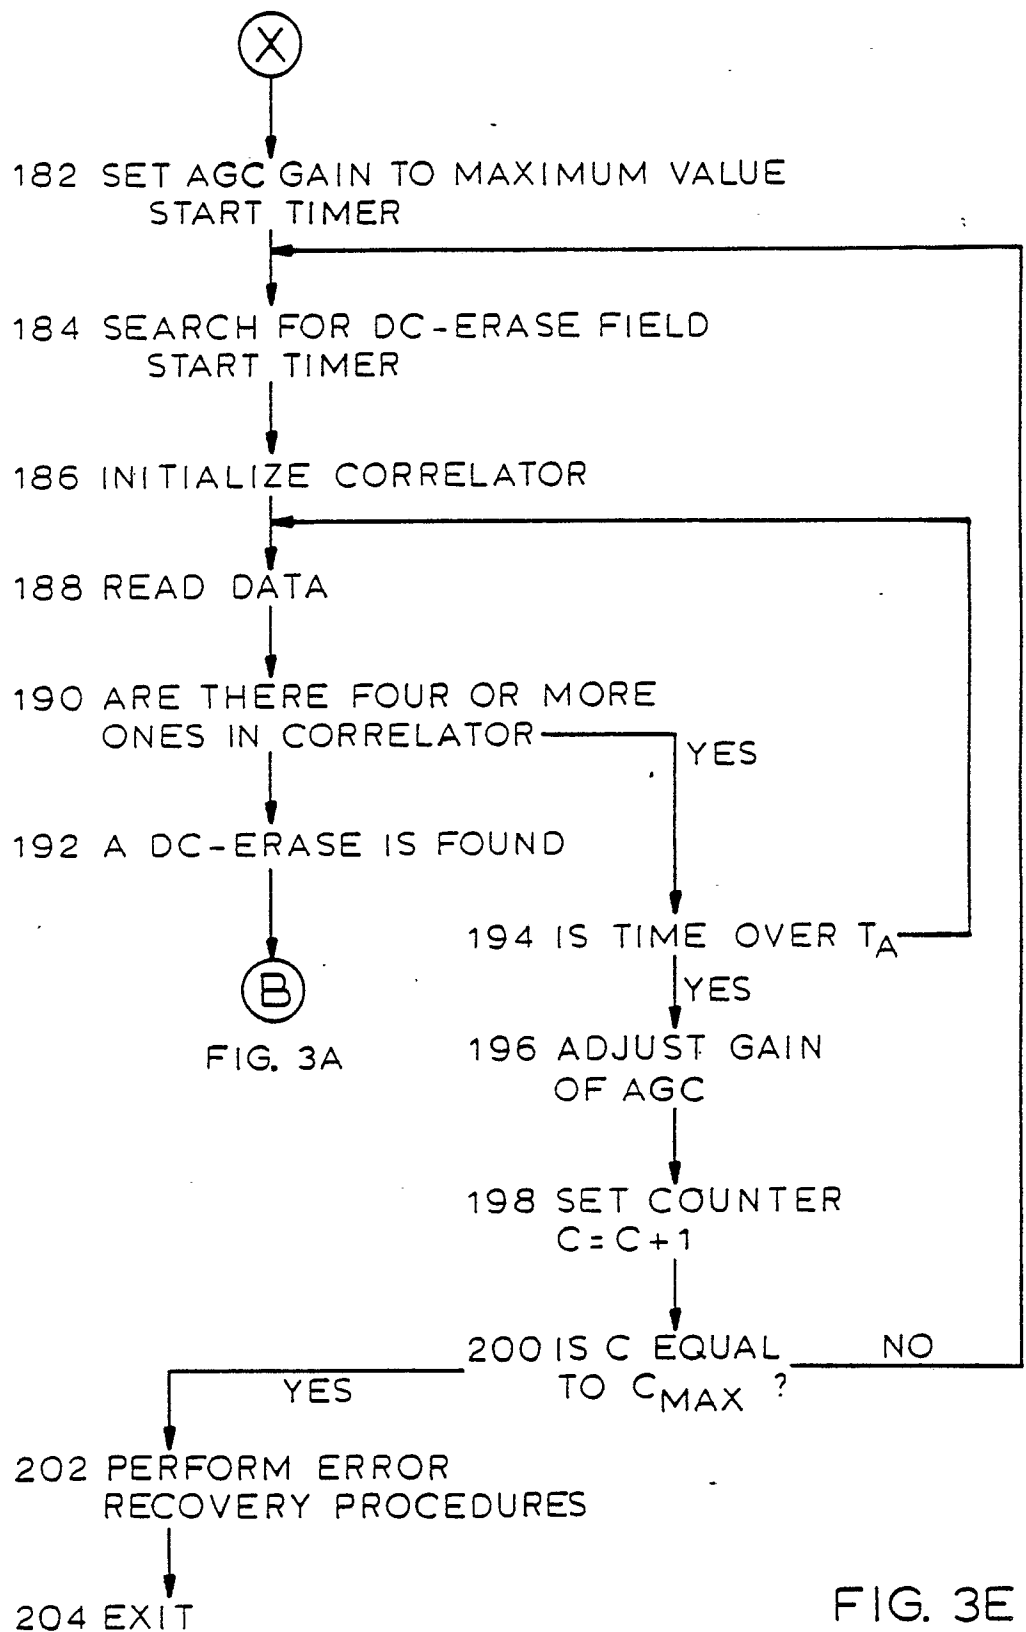 X
182 SET AGC GAIN TO MAXIMUM VALUE
START TIMER
184 SEARCH FOR DC-ERASE FIELD
START TIMER
186 INITIALIZE CORRELATOR
188 READ DATA
190 ARE THERE FOUR OR MORE
ONES IN CORRELATOR
YES
192 A DC-ERASE IS FOUND
194 IS TIME OVER TA
B
YES
FIG. 3A
196 ADJUST GAIN
OF AGC
198 SET COUNTER
C=C+1
200 IS C EQUAL
TO CMAX ?
NO
YES
202 PERFORM ERROR
RECOVERY PROCEDURES
204 EXIT
FIG. 3E